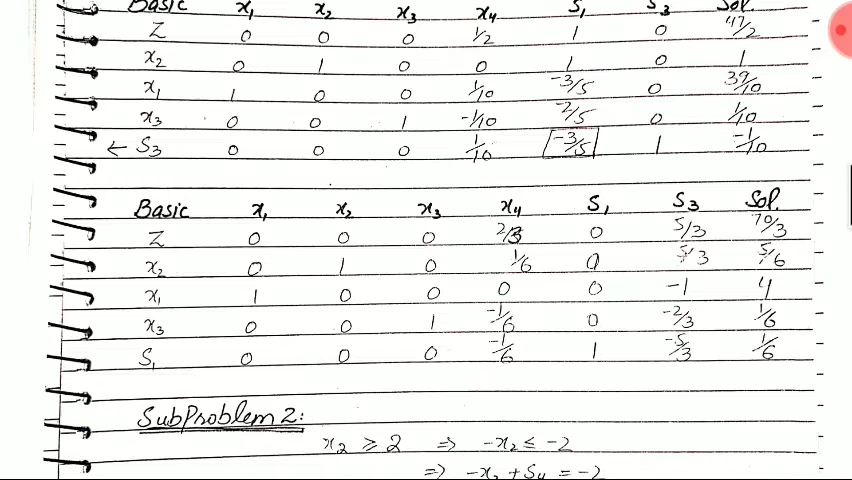 Basic x₁ x₂ x₃ x₄ S₁ S₃ Sol.
Z 0 0 0 1/2 1 0 47/2
x₂ 0 1 0 0 1 0 1
x₁ 1 0 0 1/10 -3/5 0 39/10
x₃ 0 0 1 -1/10 -2/5 0 1/10
← S₃ 0 0 0 1/10 -3/5 1 -1/10
Basic x₁ x₂ x₃ x₄ S₁ S₃ Sol.
Z 0 0 0 2/3 0 5/3 70/3
x₂ 0 1 0 1/6 0 5/3 5/6
x₁ 1 0 0 0 0 -1 4
x₃ 0 0 1 -1/6 0 -2/3 1/6
S₁ 0 0 0 -1/6 1 -5/3 1/6
SubProblem 2:
x₂ ≥ 2 ⇒ -x₂ ≤ -2
⇒ -x₂ + S₄ = -2